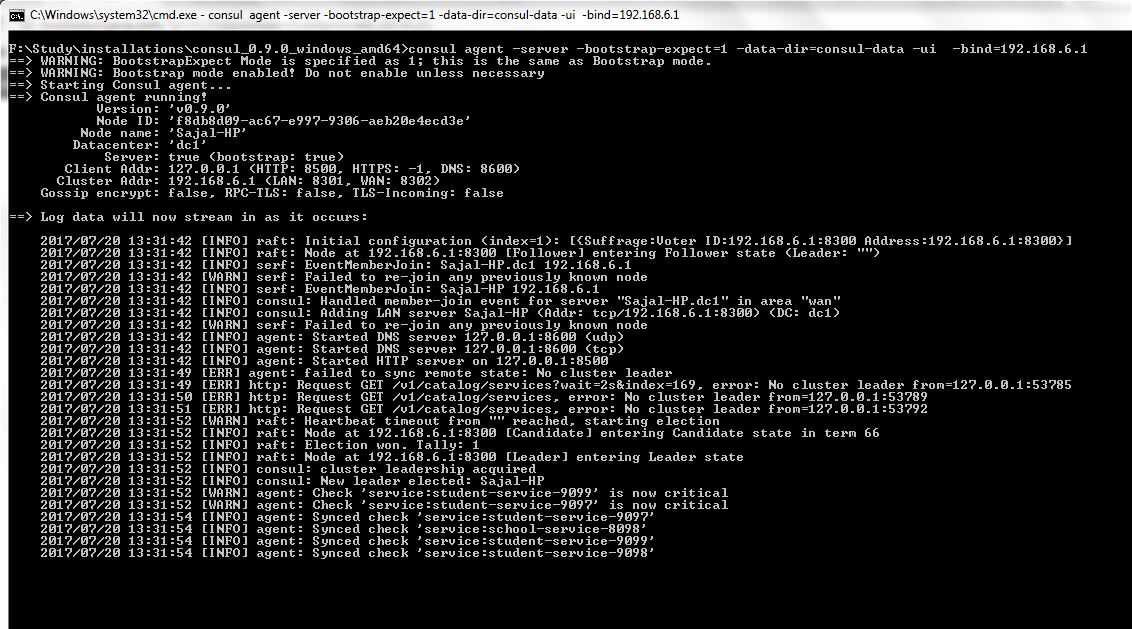 C:\Windows\system32\cmd.exe - consul agent -server -bootstrap-expect=1 -data-dir=consul-data -ui -bind=192.168.6.1
F:\Study\installations\consul_0.9.0_windows_amd64>consul agent -server -bootstrap-expect=1 -data-dir=consul-data -ui -bind=192.168.6.1
==> WARNING: BootstrapExpect Mode is specified as 1; this is the same as Bootstrap mode.
==> WARNING: Bootstrap mode enabled! Do not enable unless necessary
==> Starting Consul agent...
==> Consul agent running!
Version: 'v0.9.0'
Node ID: 'f8db8d09-ac67-e997-9306-aeb20e4ecd3e'
Node name: 'Sajal-HP'
Datacenter: 'dc1'
Server: true (bootstrap: true)
Client Addr: 127.0.0.1 (HTTP: 8500, HTTPS: -1, DNS: 8600)
Cluster Addr: 192.168.6.1 (LAN: 8301, WAN: 8302)
Gossip encrypt: false, RPC-TLS: false, TLS-Incoming: false
==> Log data will now stream in as it occurs:
2017/07/20 13:31:42 [INFO] raft: Initial configuration (index=1): [{Suffrage:Voter ID:192.168.6.1:8300 Address:192.168.6.1:8300}]
2017/07/20 13:31:42 [INFO] raft: Node at 192.168.6.1:8300 [Follower] entering Follower state (Leader: "")
2017/07/20 13:31:42 [INFO] serf: EventMemberJoin: Sajal-HP.dc1 192.168.6.1
2017/07/20 13:31:42 [WARN] serf: Failed to re-join any previously known node
2017/07/20 13:31:42 [INFO] serf: EventMemberJoin: Sajal-HP 192.168.6.1
2017/07/20 13:31:42 [INFO] consul: Handled member-join event for server "Sajal-HP.dc1" in area "wan"
2017/07/20 13:31:42 [INFO] consul: Adding LAN server Sajal-HP (Addr: tcp/192.168.6.1:8300) (DC: dc1)
2017/07/20 13:31:42 [WARN] serf: Failed to re-join any previously known node
2017/07/20 13:31:42 [INFO] agent: Started DNS server 127.0.0.1:8600 (udp)
2017/07/20 13:31:42 [INFO] agent: Started DNS server 127.0.0.1:8600 (tcp)
2017/07/20 13:31:42 [INFO] agent: Started HTTP server on 127.0.0.1:8500
2017/07/20 13:31:49 [ERR] agent: failed to sync remote state: No cluster leader
2017/07/20 13:31:49 [ERR] http: Request GET /v1/catalog/services?wait=2s&index=169, error: No cluster leader from=127.0.0.1:53785
2017/07/20 13:31:50 [ERR] http: Request GET /v1/catalog/services, error: No cluster leader from=127.0.0.1:53789
2017/07/20 13:31:51 [ERR] http: Request GET /v1/catalog/services, error: No cluster leader from=127.0.0.1:53792
2017/07/20 13:31:52 [WARN] raft: Heartbeat timeout from "" reached, starting election
2017/07/20 13:31:52 [INFO] raft: Node at 192.168.6.1:8300 [Candidate] entering Candidate state in term 66
2017/07/20 13:31:52 [INFO] raft: Election won. Tally: 1
2017/07/20 13:31:52 [INFO] raft: Node at 192.168.6.1:8300 [Leader] entering Leader state
2017/07/20 13:31:52 [INFO] consul: cluster leadership acquired
2017/07/20 13:31:52 [INFO] consul: New leader elected: Sajal-HP
2017/07/20 13:31:52 [WARN] agent: Check 'service:student-service-9099' is now critical
2017/07/20 13:31:52 [WARN] agent: Check 'service:student-service-9097' is now critical
2017/07/20 13:31:54 [INFO] agent: Synced check 'service:student-service-9097'
2017/07/20 13:31:54 [INFO] agent: Synced check 'service:school-service-8098'
2017/07/20 13:31:54 [INFO] agent: Synced check 'service:student-service-9099'
2017/07/20 13:31:54 [INFO] agent: Synced check 'service:student-service-9098'